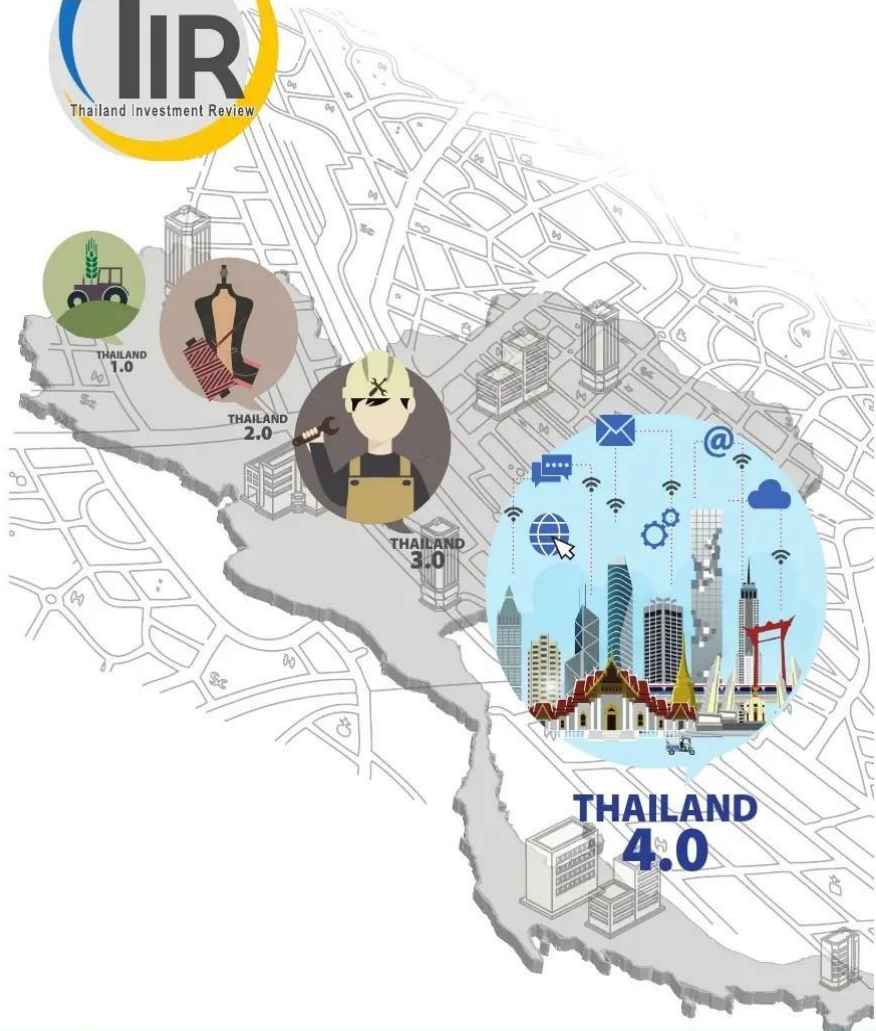 TIR
Thailand Investment Review
THAILAND
1.0
THAILAND
2.0
THAILAND
3.0
@
THAILAND
4.0